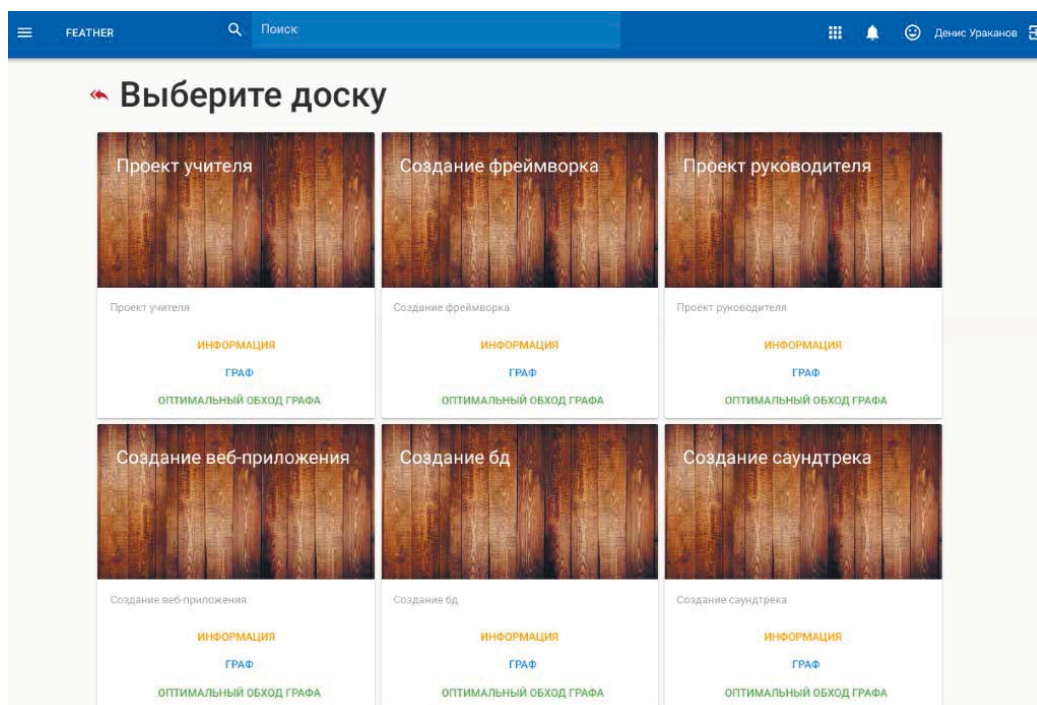 FEATHER Поиск Денис Ураканов
Выберите доску
Проект учителя Создание фреймворка Проект руководителя
Проект учителя Создание фреймворка Проект руководителя
ИНФОРМАЦИЯ ИНФОРМАЦИЯ ИНФОРМАЦИЯ
ГРАФ ГРАФ ГРАФ
ОПТИМАЛЬНЫЙ ОБХОД ГРАФА ОПТИМАЛЬНЫЙ ОБХОД ГРАФА ОПТИМАЛЬНЫЙ ОБХОД ГРАФА
Создание веб-приложения Создание бд Создание саундтрека
Создание веб-приложения Создание бд Создание саундтрека
ИНФОРМАЦИЯ ИНФОРМАЦИЯ ИНФОРМАЦИЯ
ГРАФ ГРАФ ГРАФ
ОПТИМАЛЬНЫЙ ОБХОД ГРАФА ОПТИМАЛЬНЫЙ ОБХОД ГРАФА ОПТИМАЛЬНЫЙ ОБХОД ГРАФА